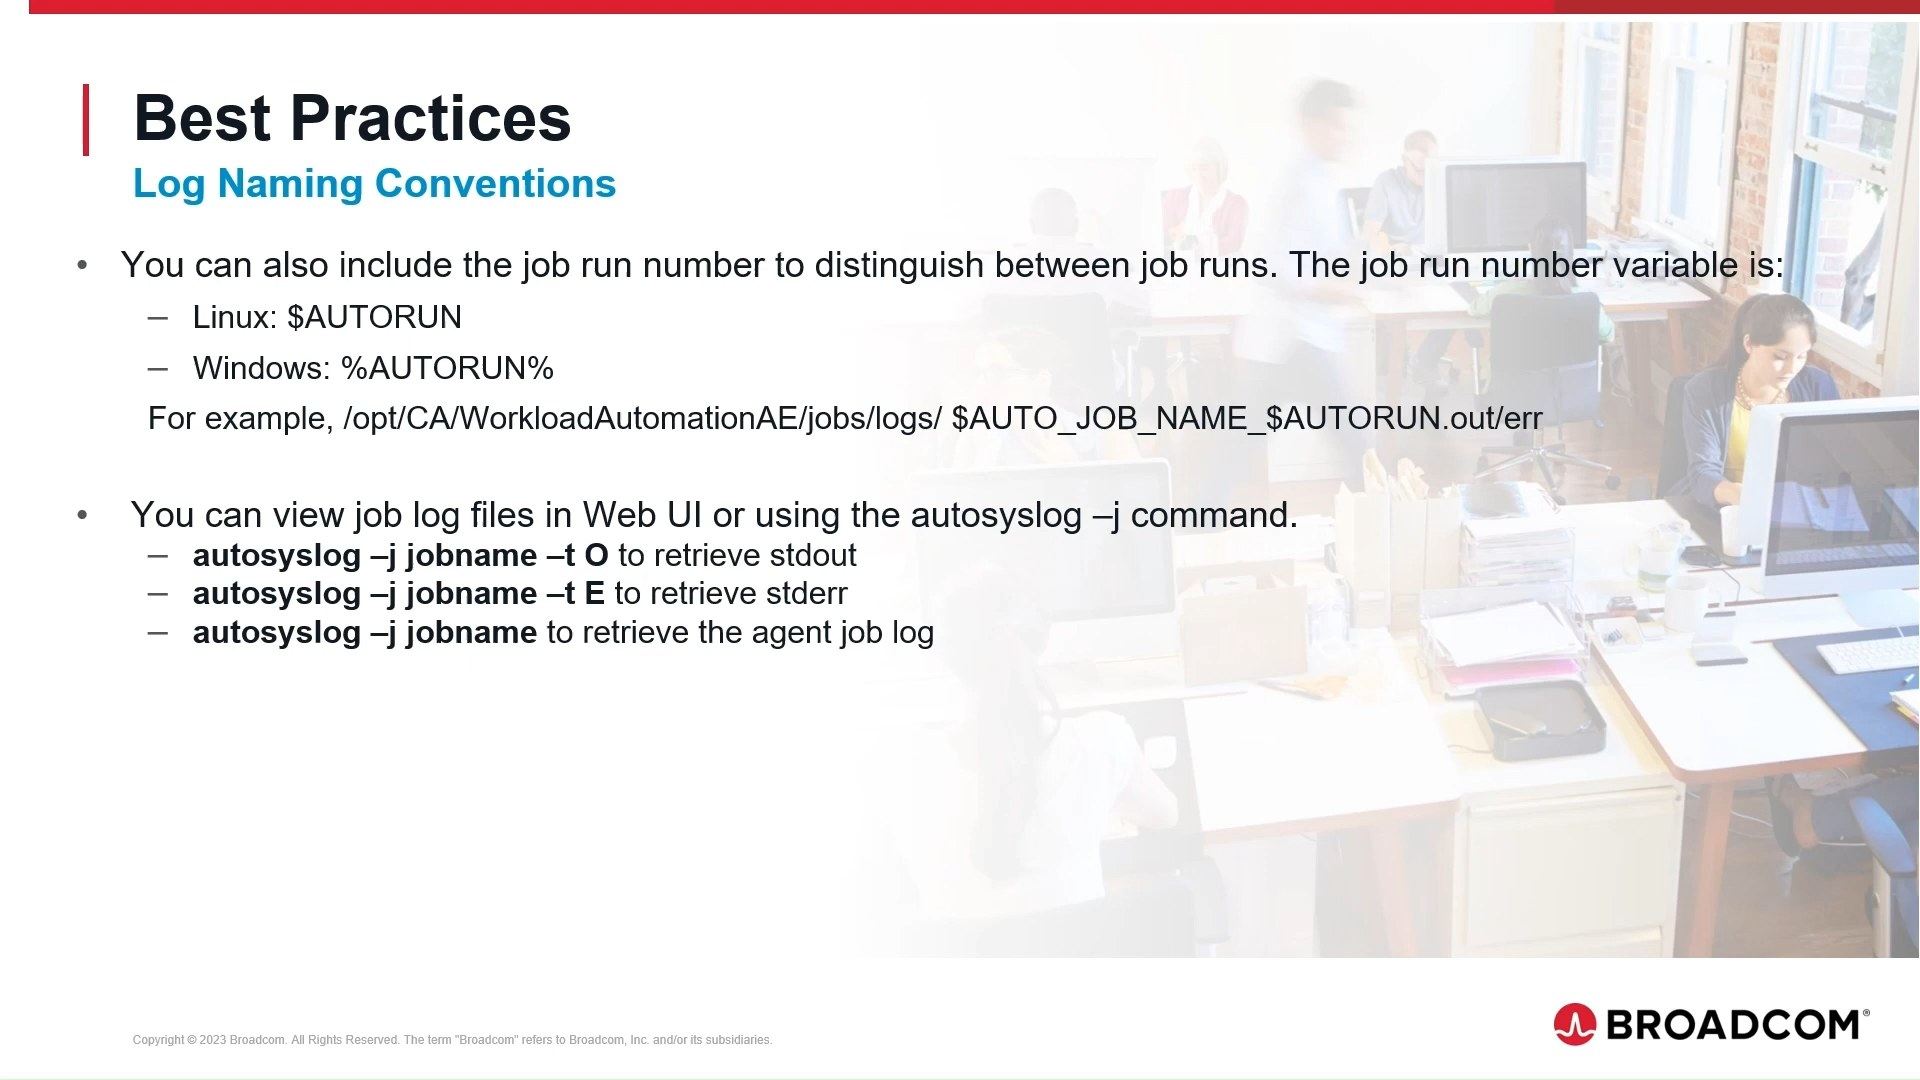 Best Practices
Log Naming Conventions
• You can also include the job run number to distinguish between job runs. The job run number variable is:
– Linux: $AUTORUN
– Windows: %AUTORUN%
For example, /opt/CA/WorkloadAutomationAE/jobs/logs/ $AUTO_JOB_NAME_$AUTORUN.out/err
• You can view job log files in Web UI or using the autosyslog –j command.
– autosyslog –j jobname –t O to retrieve stdout
– autosyslog –j jobname –t E to retrieve stderr
– autosyslog –j jobname to retrieve the agent job log
Copyright © 2023 Broadcom. All Rights Reserved. The term "Broadcom" refers to Broadcom, Inc. and/or its subsidiaries.
BROADCOM®